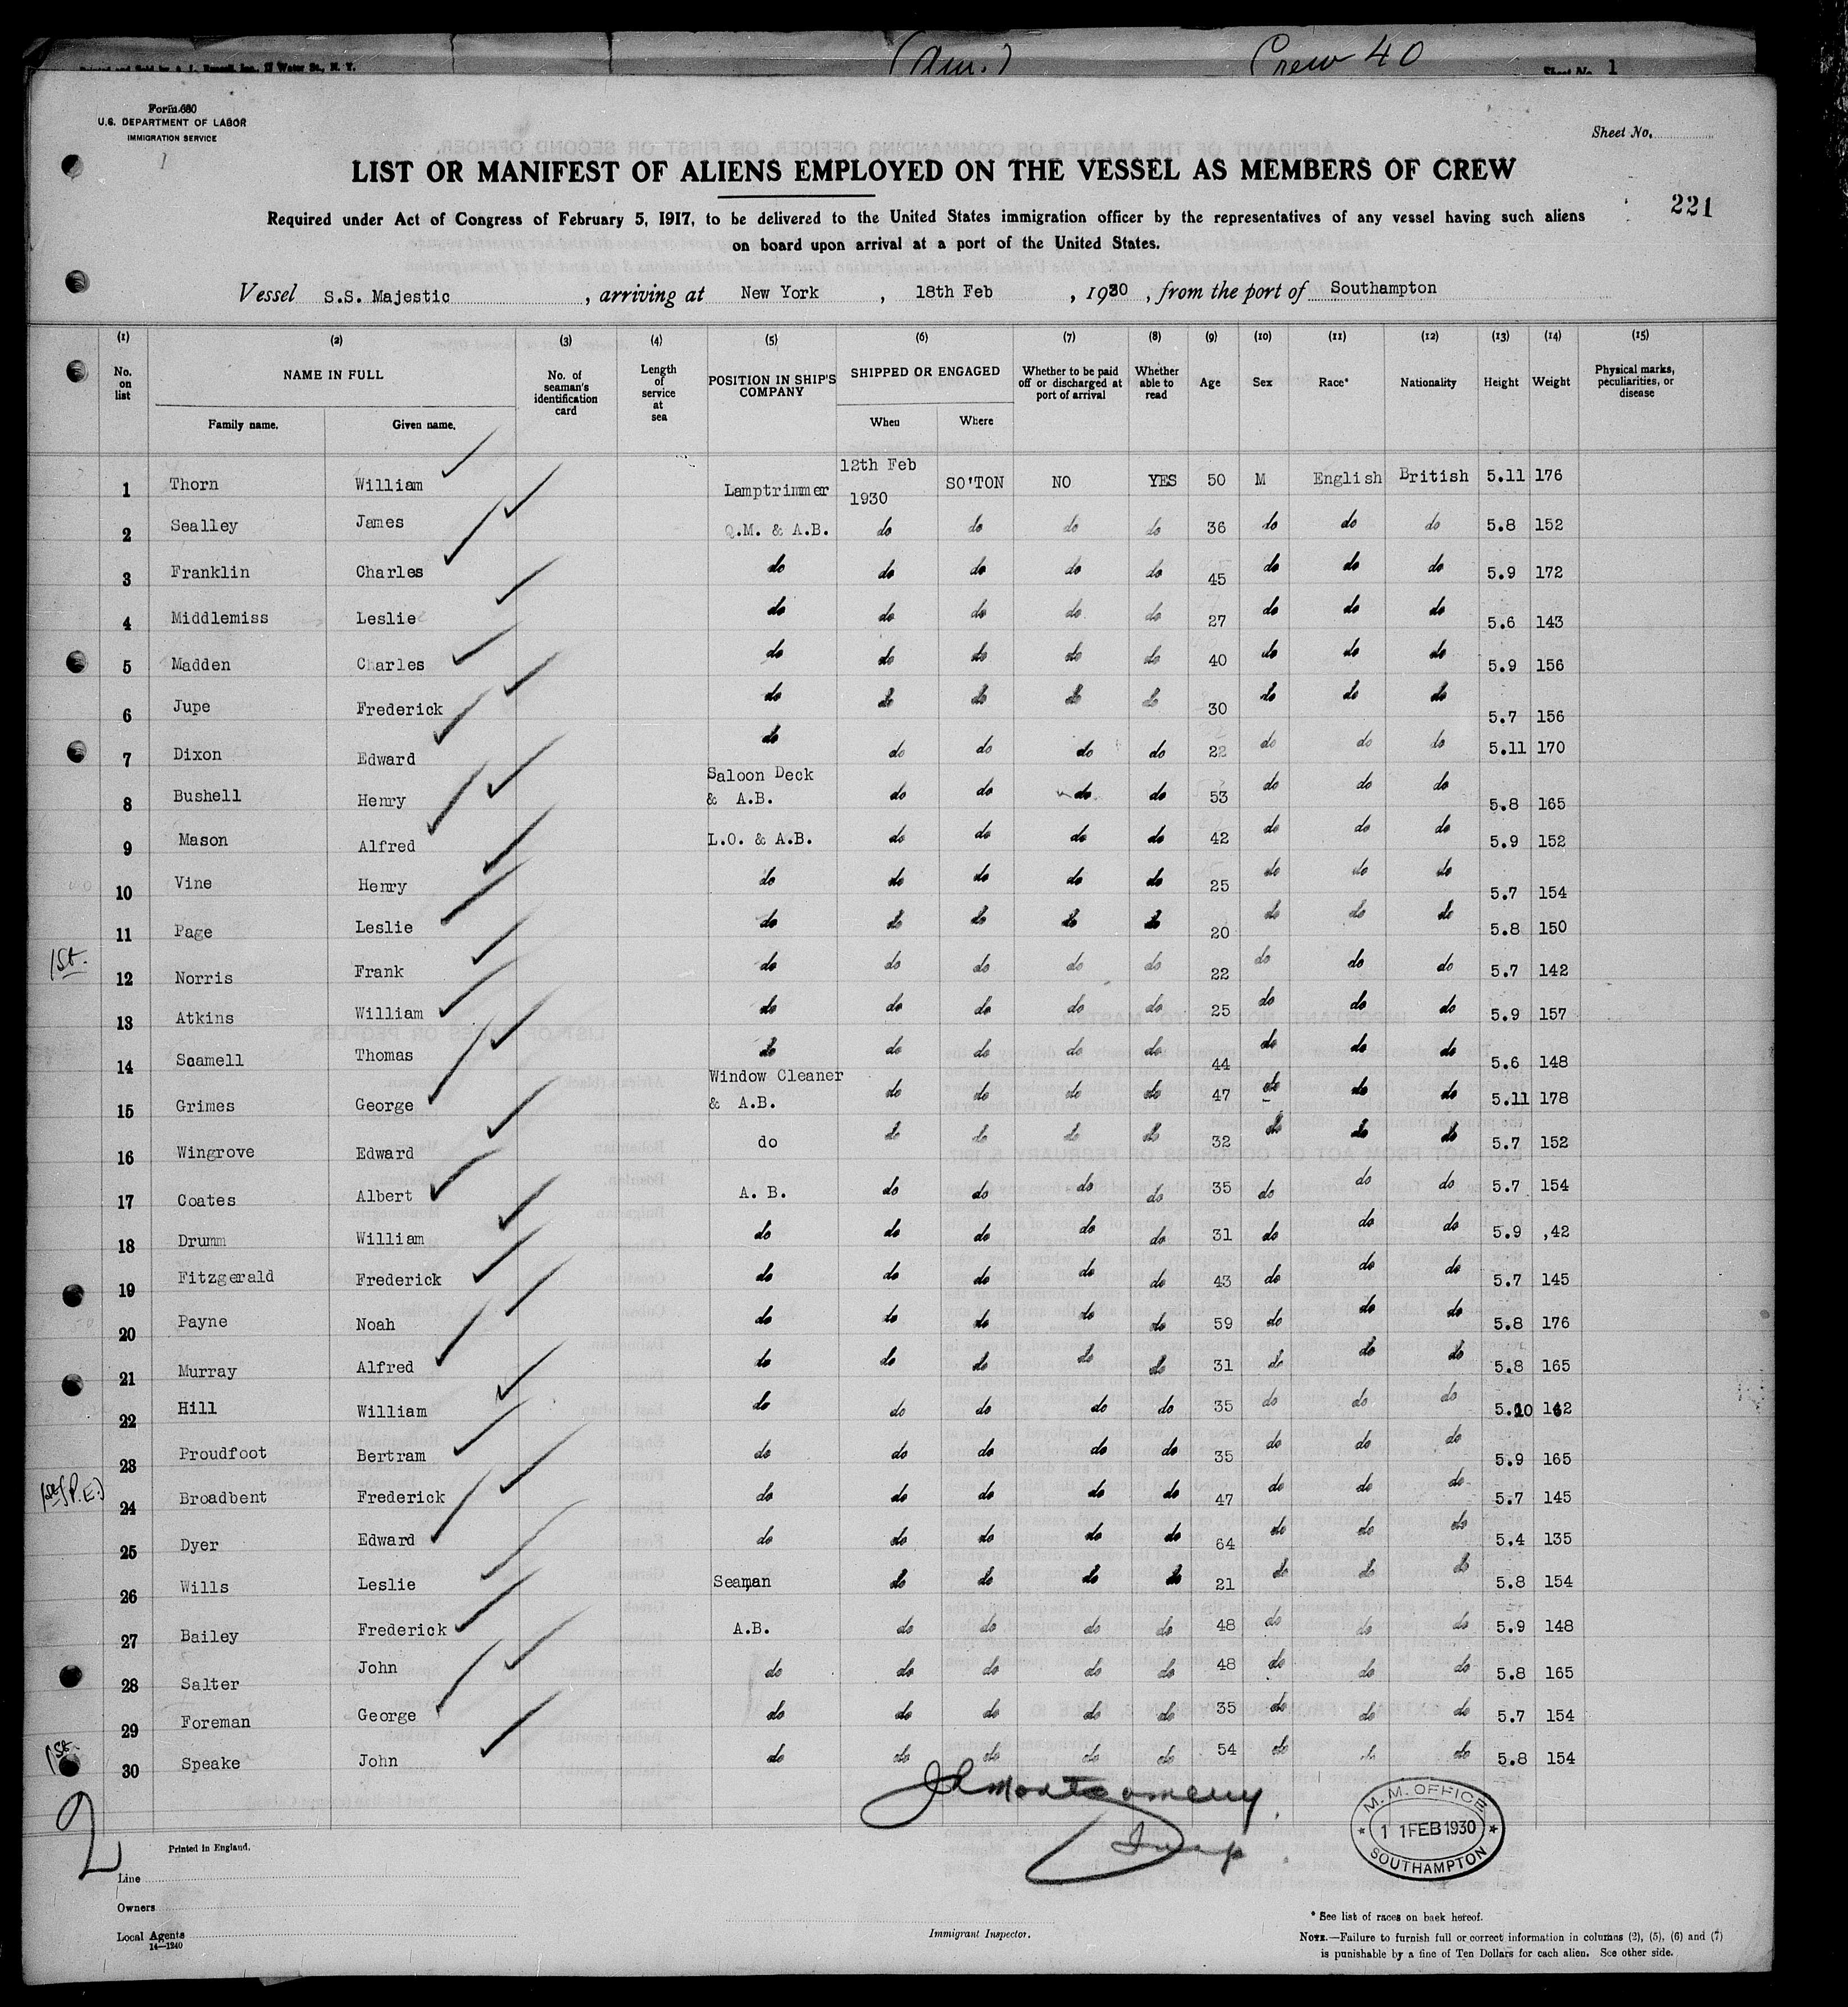 (Am.) Crew 40
Sheet No. 1
Form 680
U.S. DEPARTMENT OF LABOR
IMMIGRATION SERVICE
Sheet No.
LIST OR MANIFEST OF ALIENS EMPLOYED ON THE VESSEL AS MEMBERS OF CREW
221
Required under Act of Congress of February 5, 1917, to be delivered to the United States immigration officer by the representatives of any vessel having such aliens
on board upon arrival at a port of the United States.
Vessel S.S. Majestic , arriving at New York , 18th Feb , 1930 , from the port of Southampton
(1) (2) (3) (4) (5) (6) (7) (8) (9) (10) (11) (12) (13) (14) (15)
No. on list NAME IN FULL Family name. Given name. No. of seaman's identification card Length of service at sea POSITION IN SHIP'S COMPANY SHIPPED OR ENGAGED When Where Whether to be paid off or discharged at port of arrival Whether able to read Age Sex Race* Nationality Height Weight Physical marks, peculiarities, or disease
1 Thorn William Lamptrimmer 12th Feb 1930 SO'TON NO YES 50 M English British 5.11 176
2 Sealley James Q.M. & A.B. do do do do 36 do do do 5.8 152
3 Franklin Charles do do do do do 45 do do do 5.9 172
4 Middlemiss Leslie do do do do do 27 do do do 5.6 143
5 Madden Charles do do do do do 40 do do do 5.9 156
6 Jupe Frederick do do do do do 30 do do do 5.7 156
7 Dixon Edward do do do do do 22 do do do 5.11 170
8 Bushell Henry Saloon Deck & A.B. do do do do 53 do do do 5.8 165
9 Mason Alfred L.O. & A.B. do do do do 42 do do do 5.9 152
10 Vine Henry do do do do do 25 do do do 5.7 154
11 Page Leslie do do do do do 20 do do do 5.8 150
1st.
12 Norris Frank do do do do do 22 do do do 5.7 142
13 Atkins William do do do do do 25 do do do 5.9 157
14 Scamell Thomas do do do do do 44 do do do 5.6 148
15 Grimes George Window Cleaner & A.B. do do do do 47 do do do 5.11 178
16 Wingrove Edward do do do do do 32 do do do 5.7 152
17 Coates Albert A. B. do do do do 35 do do do 5.7 154
18 Drumm William do do do do do 31 do do do 5.9 ,42
19 Fitzgerald Frederick do do do do do 43 do do do 5.7 145
20 Payne Noah do do do do do 59 do do do 5.8 176
21 Murray Alfred do do do do do 31 do do do 5.8 165
22 Hill William do do do do do 35 do do do 5.10 162
23 Proudfoot Bertram do do do do do 35 do do do 5.9 165
1st (P.E.)
24 Broadbent Frederick do do do do do 47 do do do 5.7 145
25 Dyer Edward do do do do do 64 do do do 5.4 135
26 Wills Leslie Seaman do do do do 21 do do do 5.8 154
27 Bailey Frederick A.B. do do do do 48 do do do 5.9 148
28 Salter John do do do do do 48 do do do 5.8 165
29 Foreman George do do do do do 35 do do do 5.7 154
1st.
30 Speake John do do do do do 54 do do do 5.8 154
2
Montgomery
Insp
M. M. OFFICE
* 1 1 FEB 1930 *
SOUTHAMPTON
Printed in England.
Line
Owners
Local Agents
14—1240
Immigrant Inspector.
* See list of races on back hereof.
NOTE.—Failure to furnish full or correct information in columns (2), (5), (6) and (7)
is punishable by a fine of Ten Dollars for each alien. See other side.